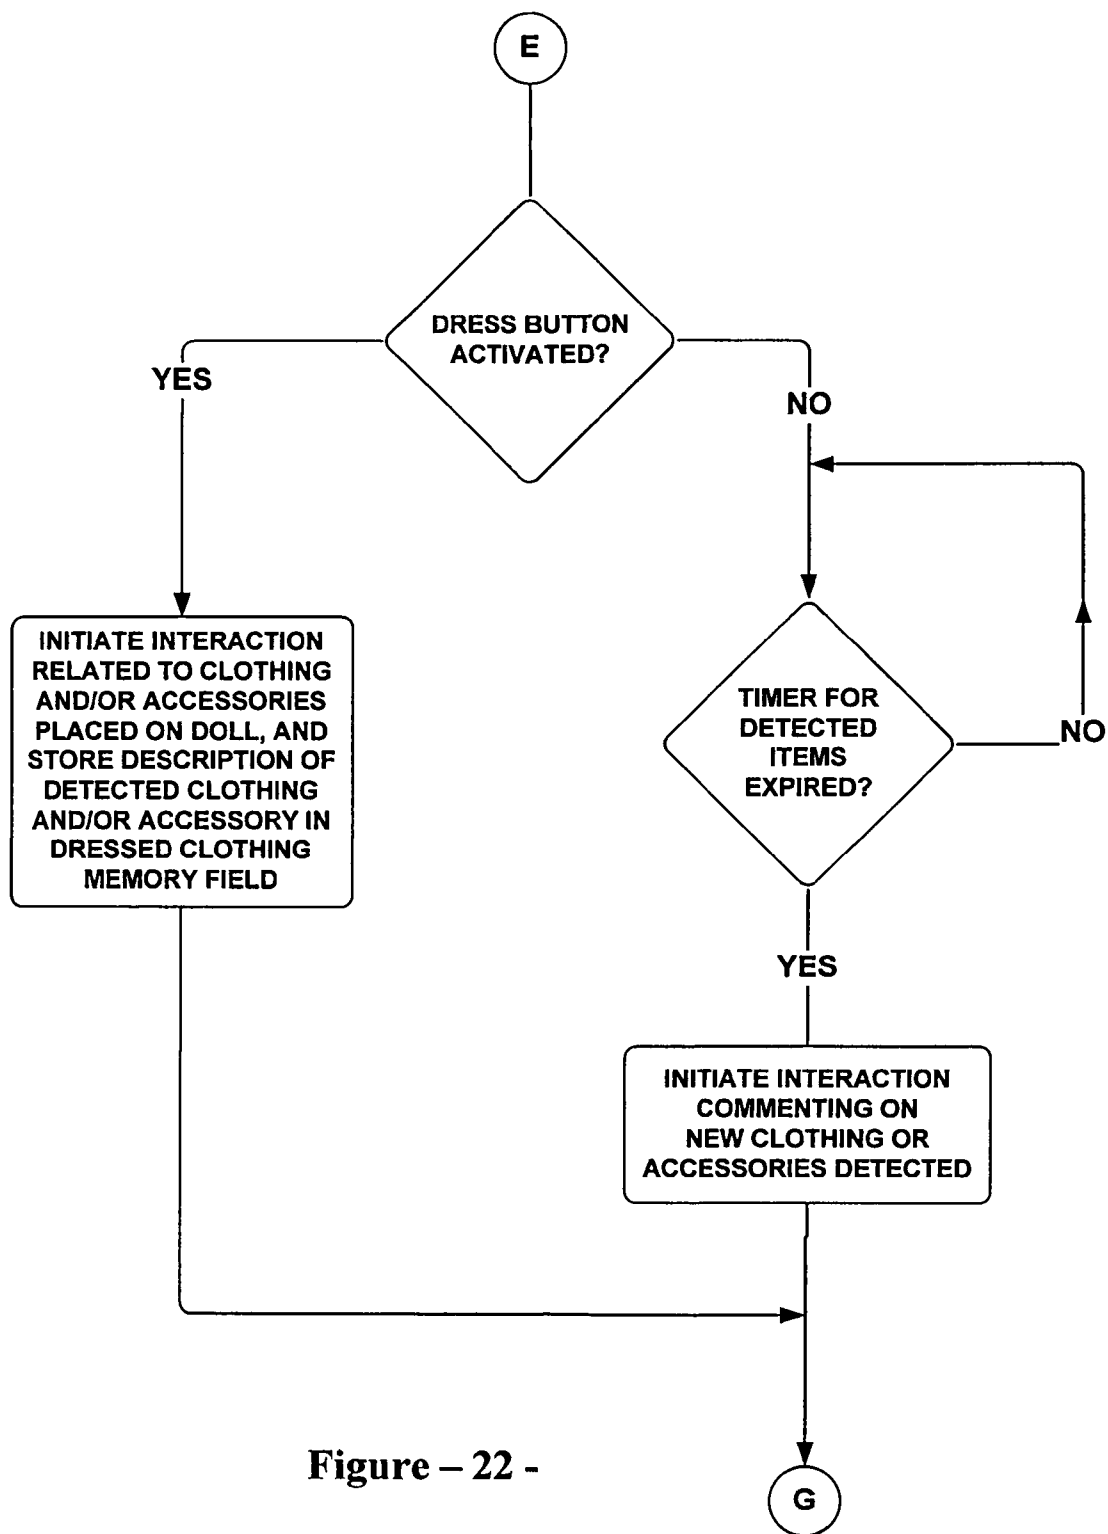 E
DRESS BUTTON
ACTIVATED?
YES
NO
INITIATE INTERACTION
RELATED TO CLOTHING
AND/OR ACCESSORIES
PLACED ON DOLL, AND
STORE DESCRIPTION OF
DETECTED CLOTHING
AND/OR ACCESSORY IN
DRESSED CLOTHING
MEMORY FIELD
TIMER FOR
DETECTED
ITEMS
EXPIRED?
NO
YES
INITIATE INTERACTION
COMMENTING ON
NEW CLOTHING OR
ACCESSORIES DETECTED
Figure – 22 -
G